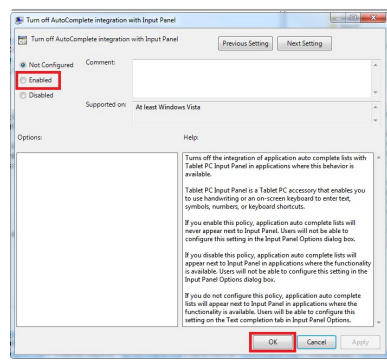 Turn off AutoComplete integration with Input Panel
Turn off AutoComplete integration with Input Panel
Previous Setting
Next Setting
Not Configured
Comment:
Enabled
Disabled
Supported on:
At least Windows Vista
Options:
Help:
Turns off the integration of application auto complete lists with
Tablet PC Input Panel in applications where this behavior is
available.
Tablet PC Input Panel is a Tablet PC accessory that enables you
to use handwriting or an on-screen keyboard to enter text,
symbols, numbers, or keyboard shortcuts.
If you enable this policy, application auto complete lists will
never appear next to Input Panel. Users will not be able to
configure this setting in the Input Panel Options dialog box.
If you disable this policy, application auto complete lists will
appear next to Input Panel in applications where the functionality
is available. Users will not be able to configure this setting in the
Input Panel Options dialog box.
If you do not configure this policy, application auto complete
lists will appear next to Input Panel in applications where the
functionality is available. Users will be able to configure this
setting on the Text completion tab in Input Panel Options.
OK
Cancel
Apply